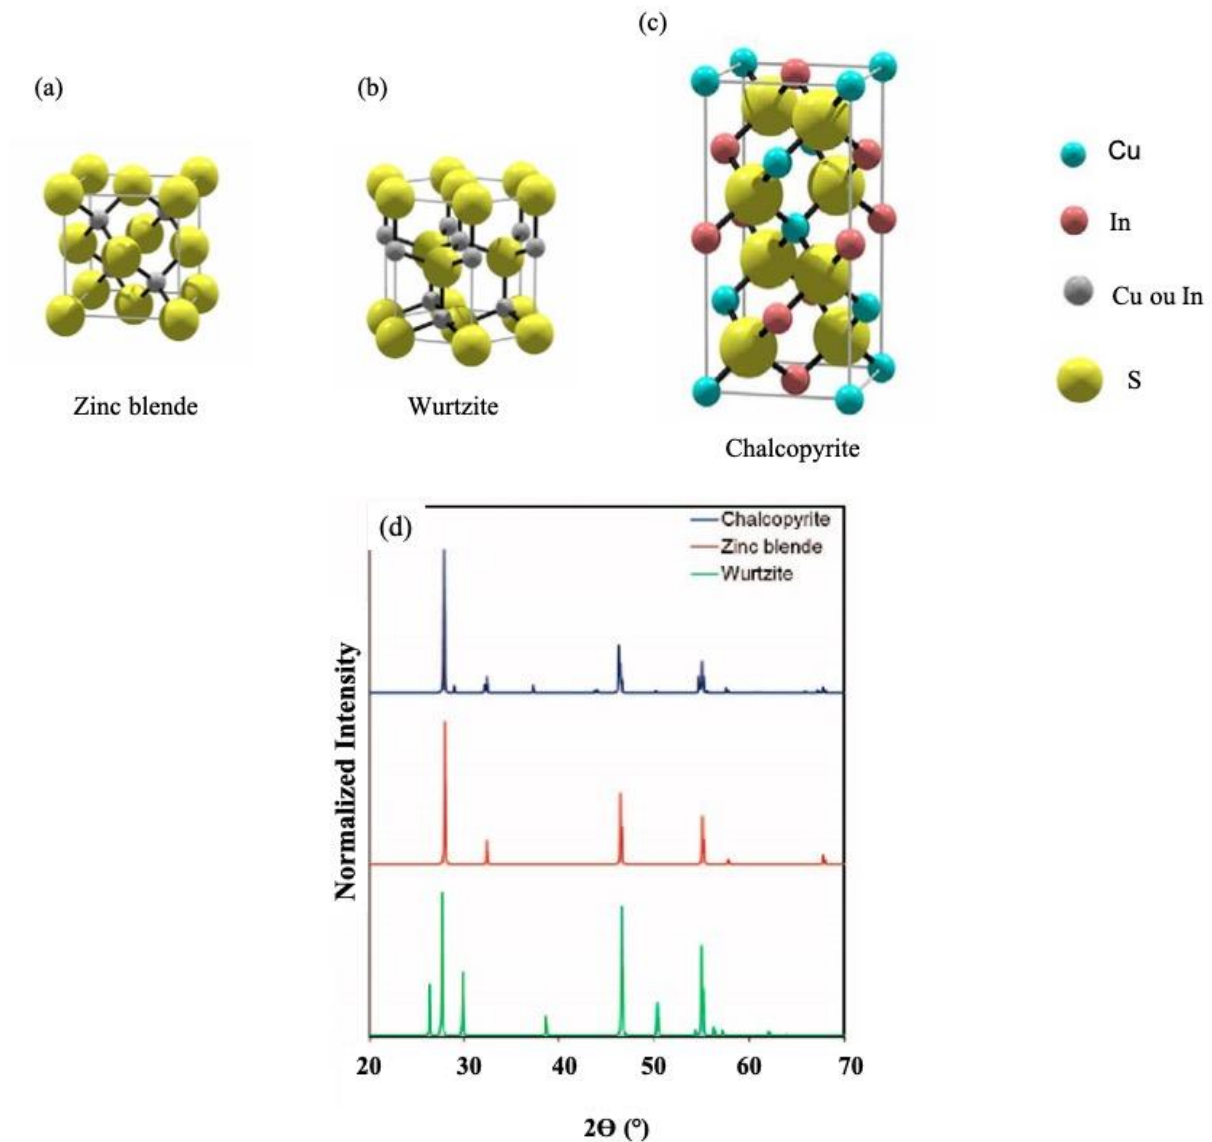 (c)
(a)
(b)
Cu
In
Cu ou In
S
Zinc blende
Wurtzite
Chalcopyrite
(d)
Chalcopyrite
Zinc blende
Wurtzite
Normalized Intensity
20 30 40 50 60 70
2ϴ (°)